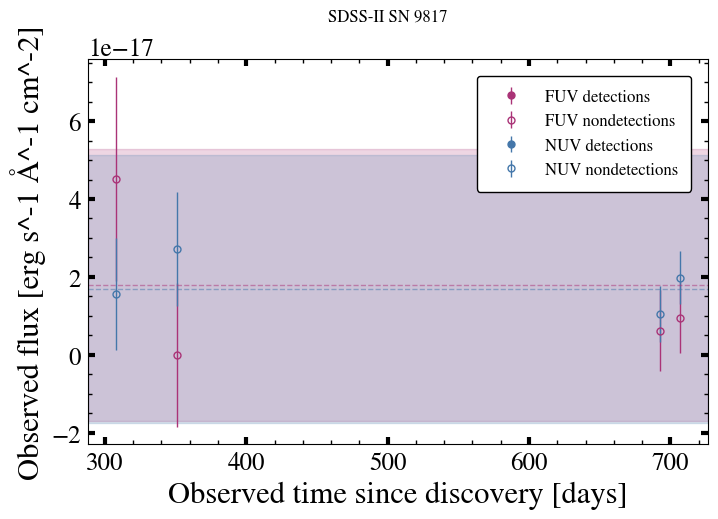 SDSS-II SN 9817
1e−17
FUV detections
FUV nondetections
NUV detections
NUV nondetections
6
4
2
0
−2
Observed flux [erg s^-1 Å^-1 cm^-2]
300 400 500 600 700
Observed time since discovery [days]